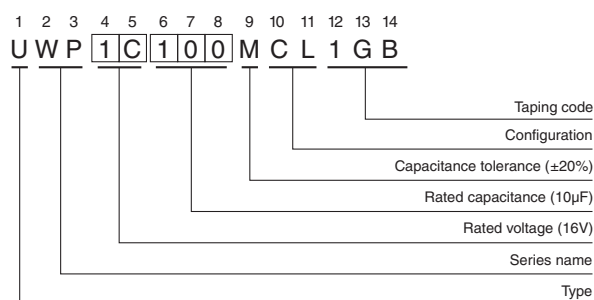 1 2 3 4 5 6 7 8 9 10 11 12 13 14
U W P 1 C 1 0 0 M C L 1 G B
Taping code
Configuration
Capacitance tolerance (±20%)
Rated capacitance (10µF)
Rated voltage (16V)
Series name
Type